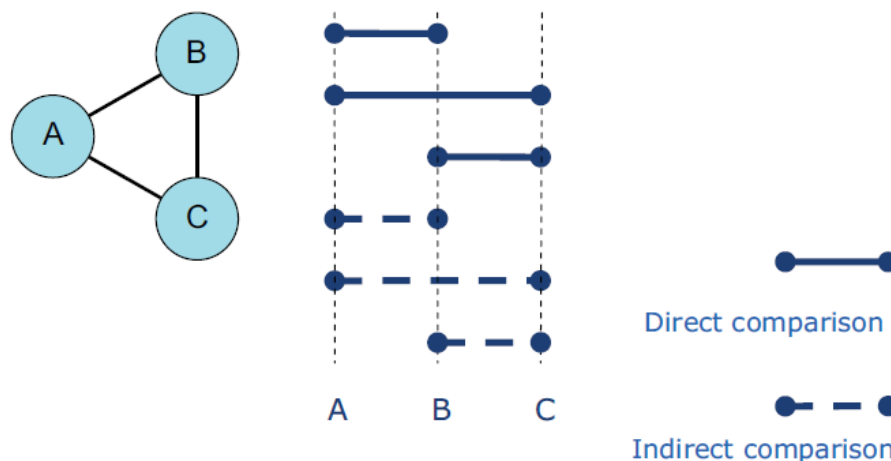 B
A
C
Direct comparison
A B C
Indirect comparison